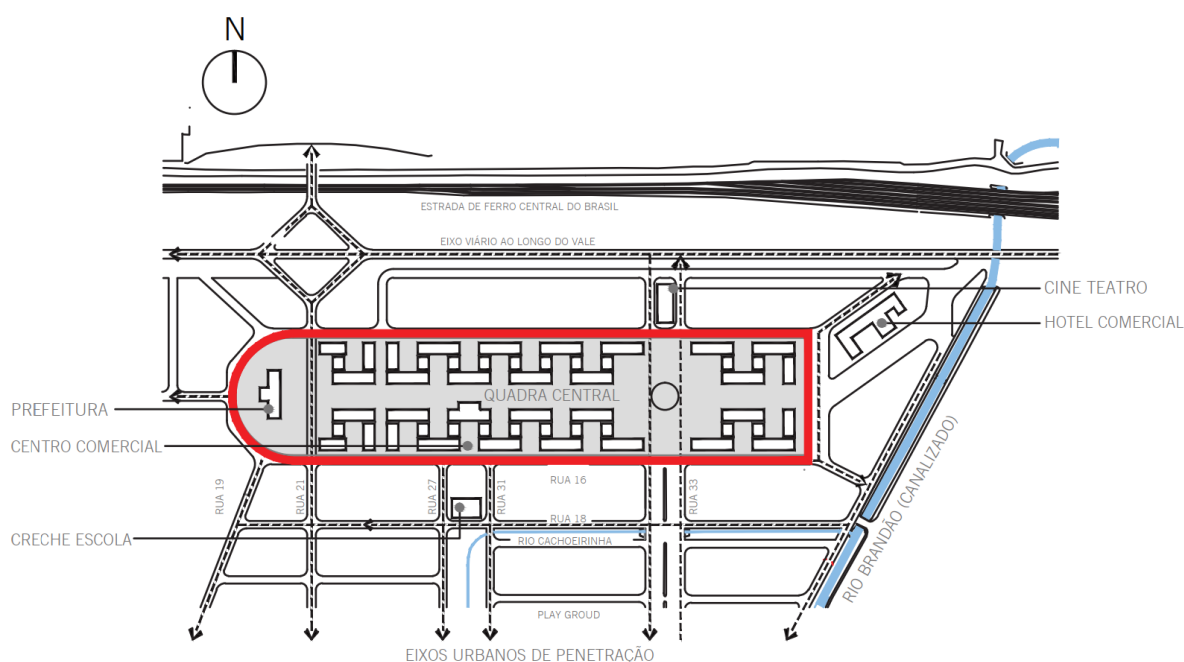 N
ESTRADA DE FERRO CENTRAL DO BRASIL
EIXO VIÁRIO AO LONGO DO VALE
CINE TEATRO
HOTEL COMERCIAL
QUADRA CENTRAL
PREFEITURA
CENTRO COMERCIAL
RIO BRANDÃO (CANALIZADO)
RUA 19
RUA 21
RUA 27
RUA 31
RUA 16
RUA 33
RUA 18
CRECHE ESCOLA
RIO CACHOEIRINHA
PLAY GROUD
EIXOS URBANOS DE PENETRAÇÃO